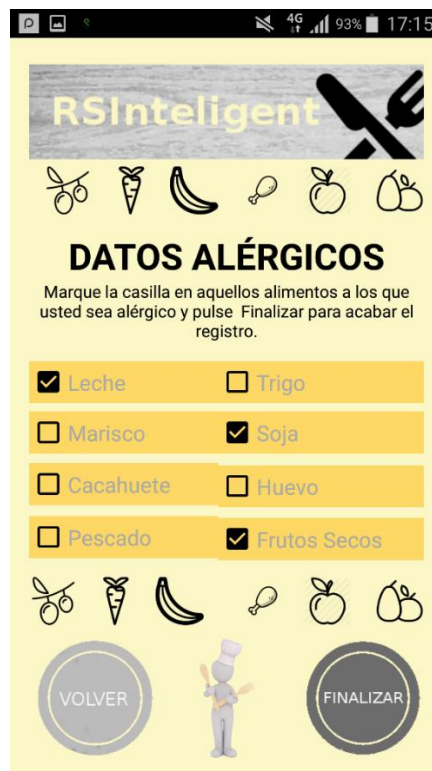 4G 93% 17:15
RSInteligent
DATOS ALÉRGICOS
Marque la casilla en aquellos alimentos a los que
usted sea alérgico y pulse Finalizar para acabar el
registro.
Leche Trigo
Marisco Soja
Cacahuete Huevo
Pescado Frutos Secos
VOLVER FINALIZAR